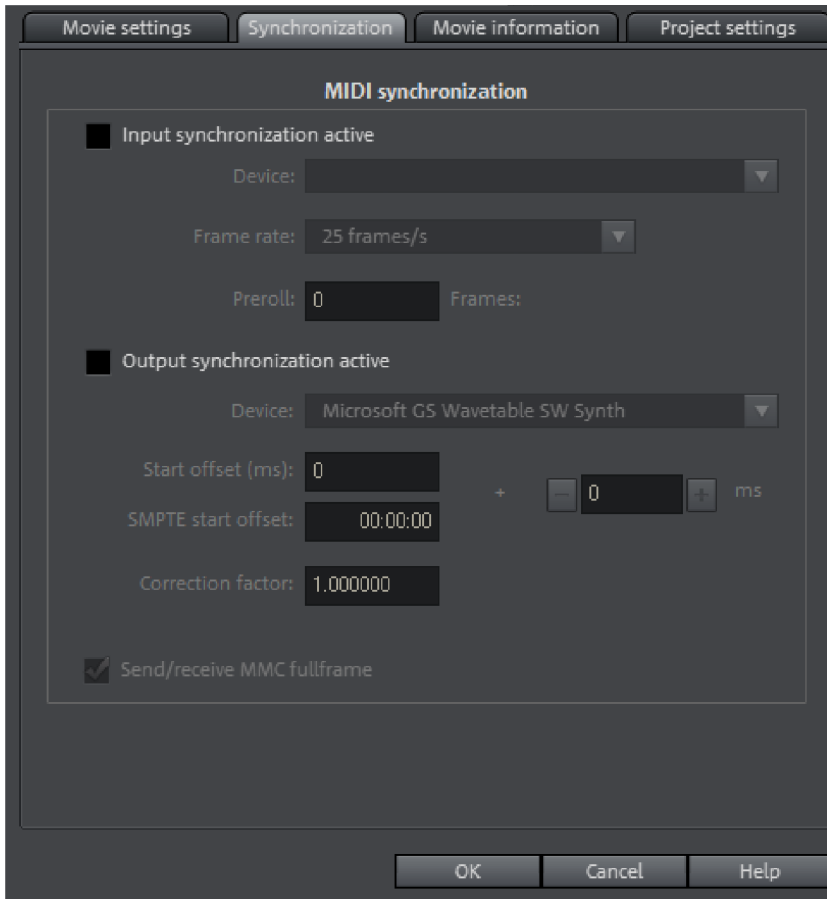 Movie settings Synchronization Movie information Project settings
MIDI synchronization
Input synchronization active
Device:
Frame rate: 25 frames/s
Preroll: 0 Frames:
Output synchronization active
Device: Microsoft GS Wavetable SW Synth
Start offset (ms): 0 + − 0 + ms
SMPTE start offset: 00:00:00
Correction factor: 1.000000
Send/receive MMC fullframe
OK Cancel Help